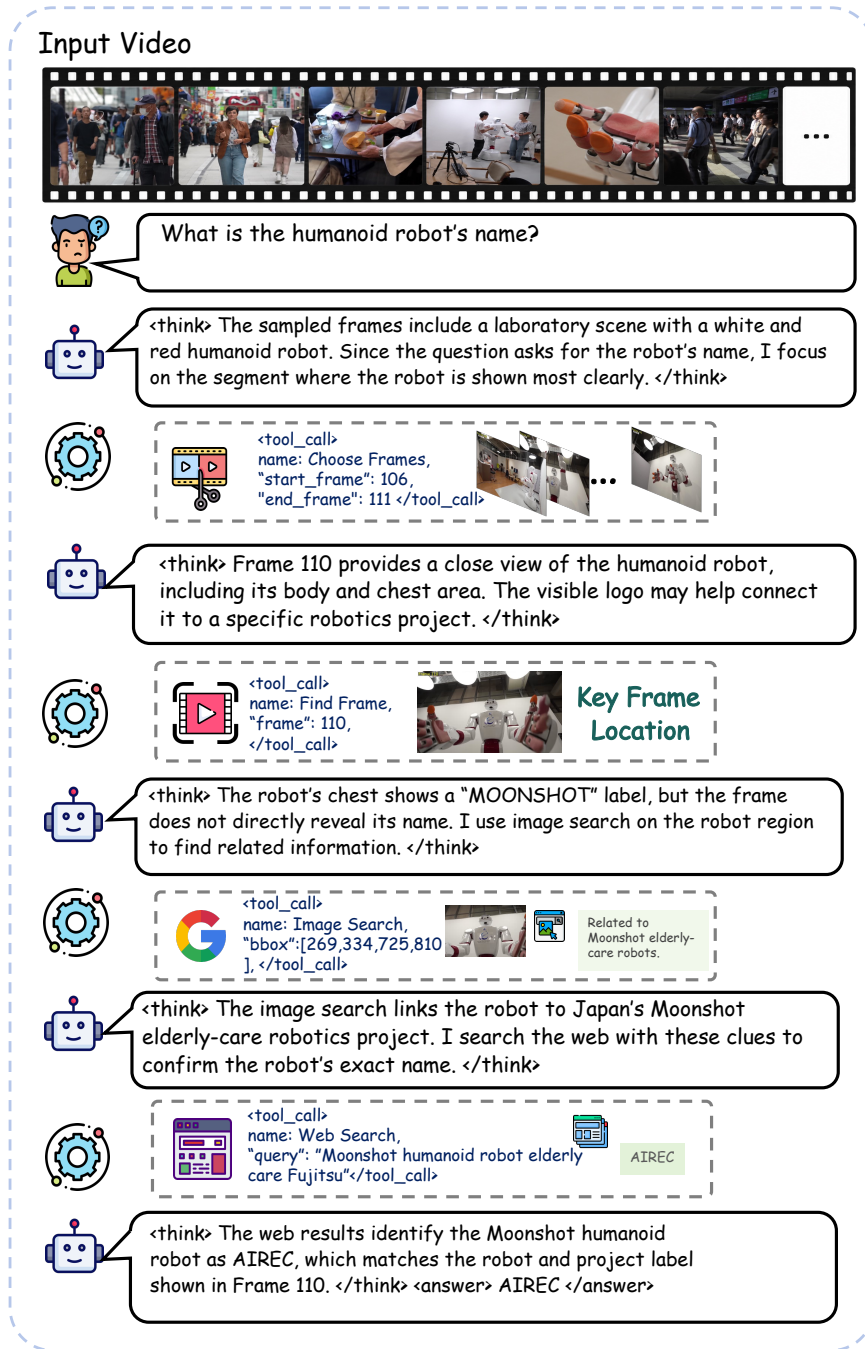 Input Video
...
What is the humanoid robot's name?
?
<think> The sampled frames include a laboratory scene with a white and
red humanoid robot. Since the question asks for the robot's name, I focus
on the segment where the robot is shown most clearly. </think>
<tool_call>
name: Choose Frames,
“start_frame”: 106,
"end_frame": 111 </tool_call>
...
<think> Frame 110 provides a close view of the humanoid robot,
including its body and chest area. The visible logo may help connect
it to a specific robotics project. </think>
<tool_call>
name: Find Frame,
“frame”: 110,
</tool_call>
Key Frame
Location
<think> The robot's chest shows a “MOONSHOT” label, but the frame
does not directly reveal its name. I use image search on the robot region
to find related information. </think>
<tool_call>
name: Image Search,
“bbox”:[269,334,725,810
], </tool_call>
Related to
Moonshot elderly-
care robots.
<think> The image search links the robot to Japan's Moonshot
elderly-care robotics project. I search the web with these clues to
confirm the robot's exact name. </think>
<tool_call>
name: Web Search,
“query”: ”Moonshot humanoid robot elderly
care Fujitsu”</tool_call>
AIREC
<think> The web results identify the Moonshot humanoid
robot as AIREC, which matches the robot and project label
shown in Frame 110. </think> <answer> AIREC </answer>